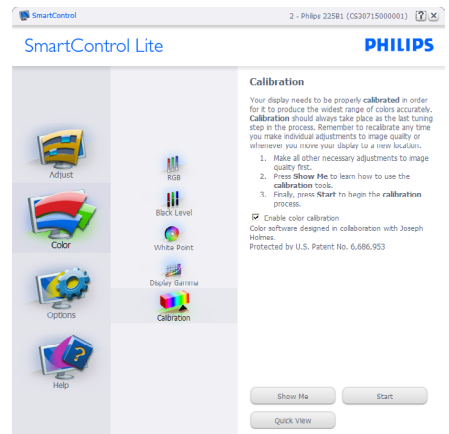 SmartControl
2 - Philips 225B1 (CS30715000001)
?
SmartControl Lite
PHILIPS
Adjust
Color
Options
Help
RGB
Black Level
White Point
Display Gamma
Calibration
Calibration
Your display needs to be properly calibrated in order
for it to produce the widest range of colors accurately.
Calibration should always take place as the last tuning
step in the process. Remember to recalibrate any time
you make individual adjustments to image quality or
whenever you move your display to a new location.
1. Make all other necessary adjustments to image
quality first.
2. Press Show Me to learn how to use the
calibration tools.
3. Finally, press Start to begin the calibration
process.
Enable color calibration
Color software designed in collaboration with Joseph
Holmes.
Protected by U.S. Patent No. 6,686,953
Show Me
Start
Quick View